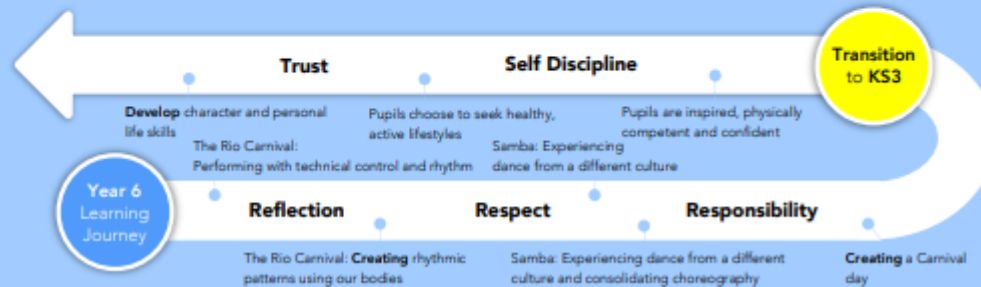 Trust
Self Discipline
Transition
to KS3
Develop character and personal
life skills
Pupils choose to seek healthy,
active lifestyles
Pupils are inspired, physically
competent and confident
The Rio Carnival:
Performing with technical control and rhythm
Samba: Experiencing
dance from a different culture
Year 6
Learning
Journey
Reflection
Respect
Responsibility
The Rio Carnival: Creating rhythmic
patterns using our bodies
Samba: Experiencing dance from a different
culture and consolidating choreography
Creating a Carnival
day